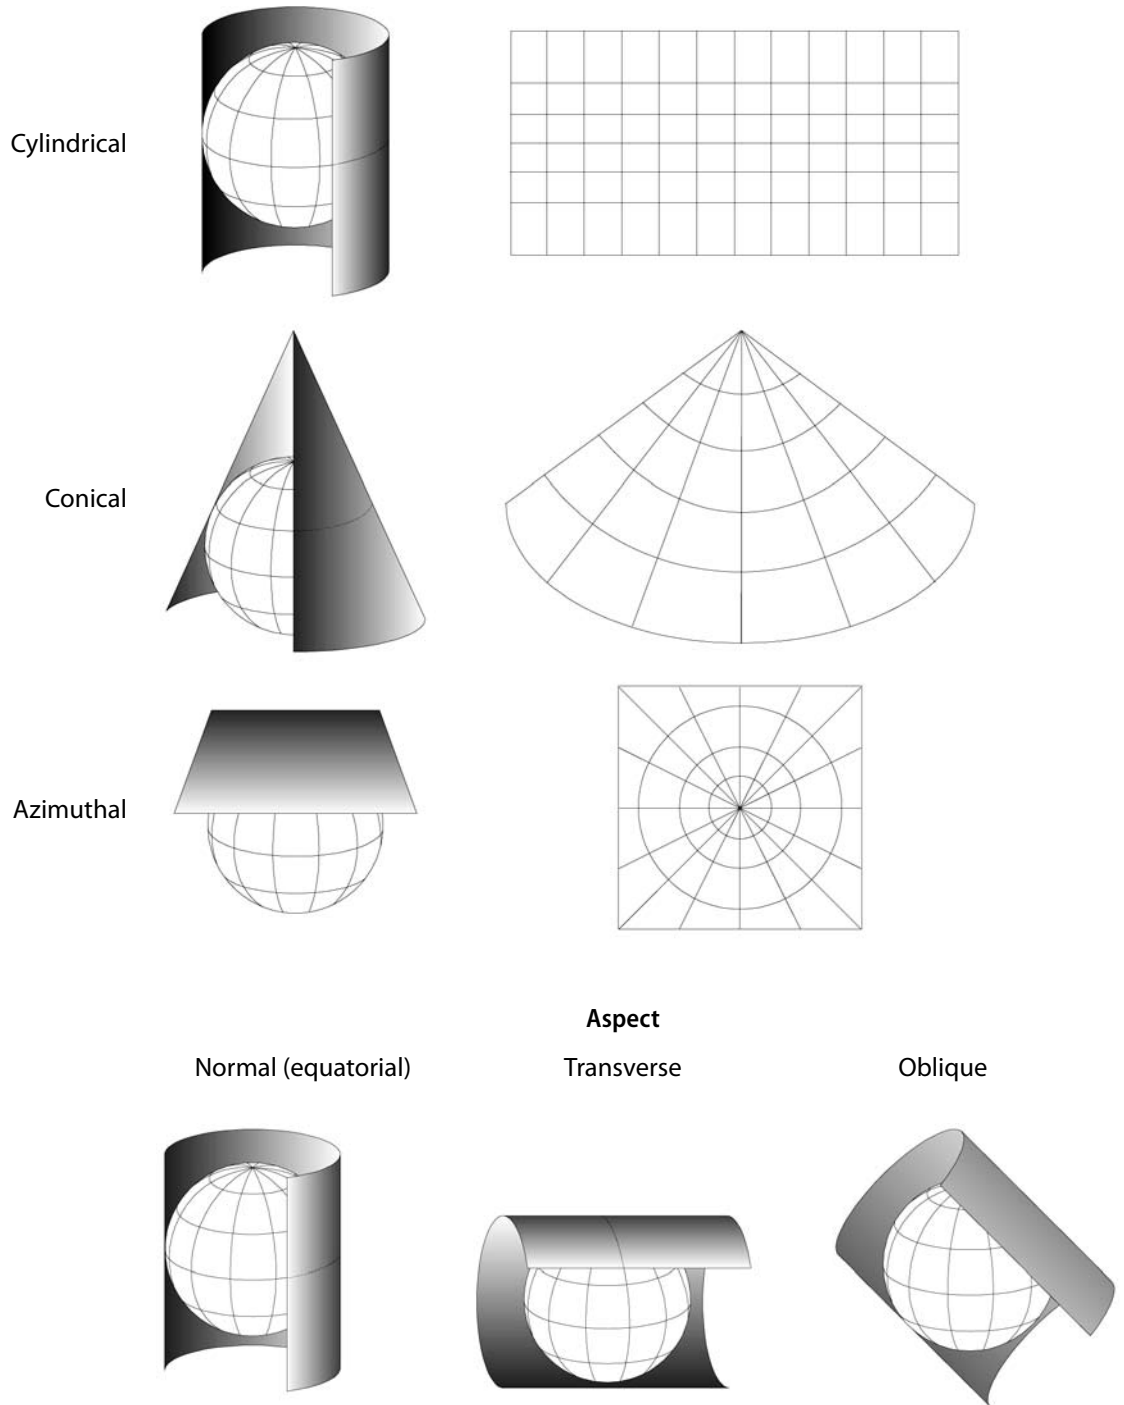 Cylindrical
Conical
Azimuthal
Aspect
Normal (equatorial)
Transverse
Oblique